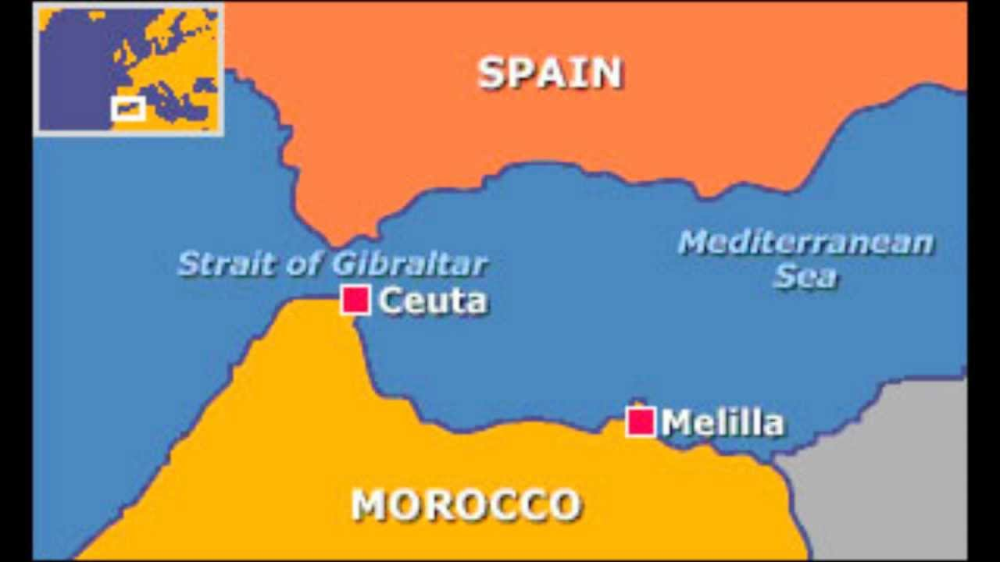 SPAIN
Mediterranean
Sea
Strait of Gibraltar
Ceuta
Melilla
MOROCCO